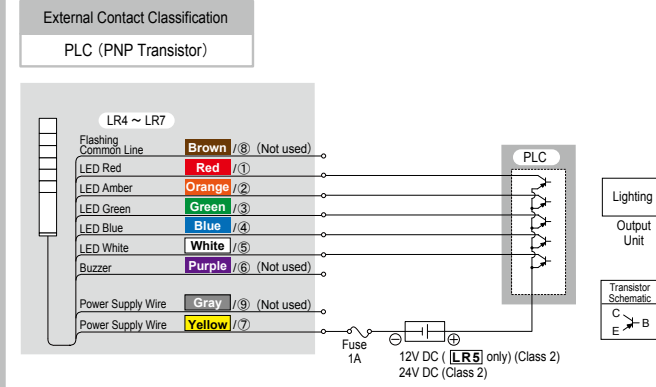 External Contact Classification
PLC (PNP Transistor)
LR4 ~ LR7
Flashing
Common Line Brown /⑧ (Not used)
LED Red Red /①
LED Amber Orange /②
LED Green Green /③
LED Blue Blue /④
LED White White /⑤
Buzzer Purple /⑥ (Not used)
Power Supply Wire Gray /⑨ (Not used)
Power Supply Wire Yellow /⑦
Fuse
1A
⊖ ⊕
12V DC ( LR5 only) (Class 2)
24V DC (Class 2)
PLC
Lighting
Output
Unit
Transistor
Schematic
C
B
E